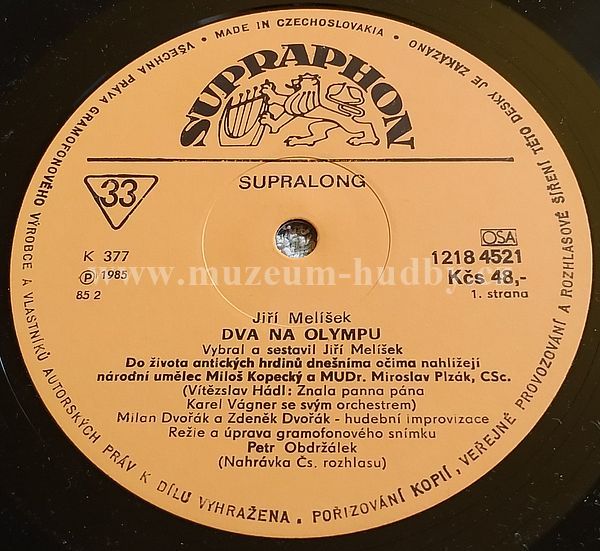 VŠECHNA PRÁVA GRAMOFONOVÉHO VÝROBCE A VLASTNÍKŮ AUTORSKÝCH PRÁV K DÍLU VYHRAŽENA. POŘIZOVÁNÍ KOPIÍ, VEŘEJNÉ PROVOZOVÁNÍ A ROZHLASOVÉ ŠÍŘENÍ TÉTO DESKY JE ZAKÁZÁNO
• MADE IN CZECHOSLOVAKIA •
SUPRAPHON
33
SUPRALONG
K 377
Ⓟ 1985
85 2
OSA
1218 4521
Kčs 48,-
1. strana
www.muzeum-hudby.cz
Jiří Melíšek
DVA NA OLYMPU
Vybral a sestavil Jiří Melíšek
Do života antických hrdinů dnešníma očima nahlížejí
národní umělec Miloš Kopecký a MUDr. Miroslav Plzák, CSc.
(Vítězslav Hádl: Znala panna pána
Karel Vágner se svým orchestrem)
Milan Dvořák a Zdeněk Dvořák - hudební improvizace
Režie a úprava gramofonového snímku
Petr Obdržálek
(Nahrávka Čs. rozhlasu)